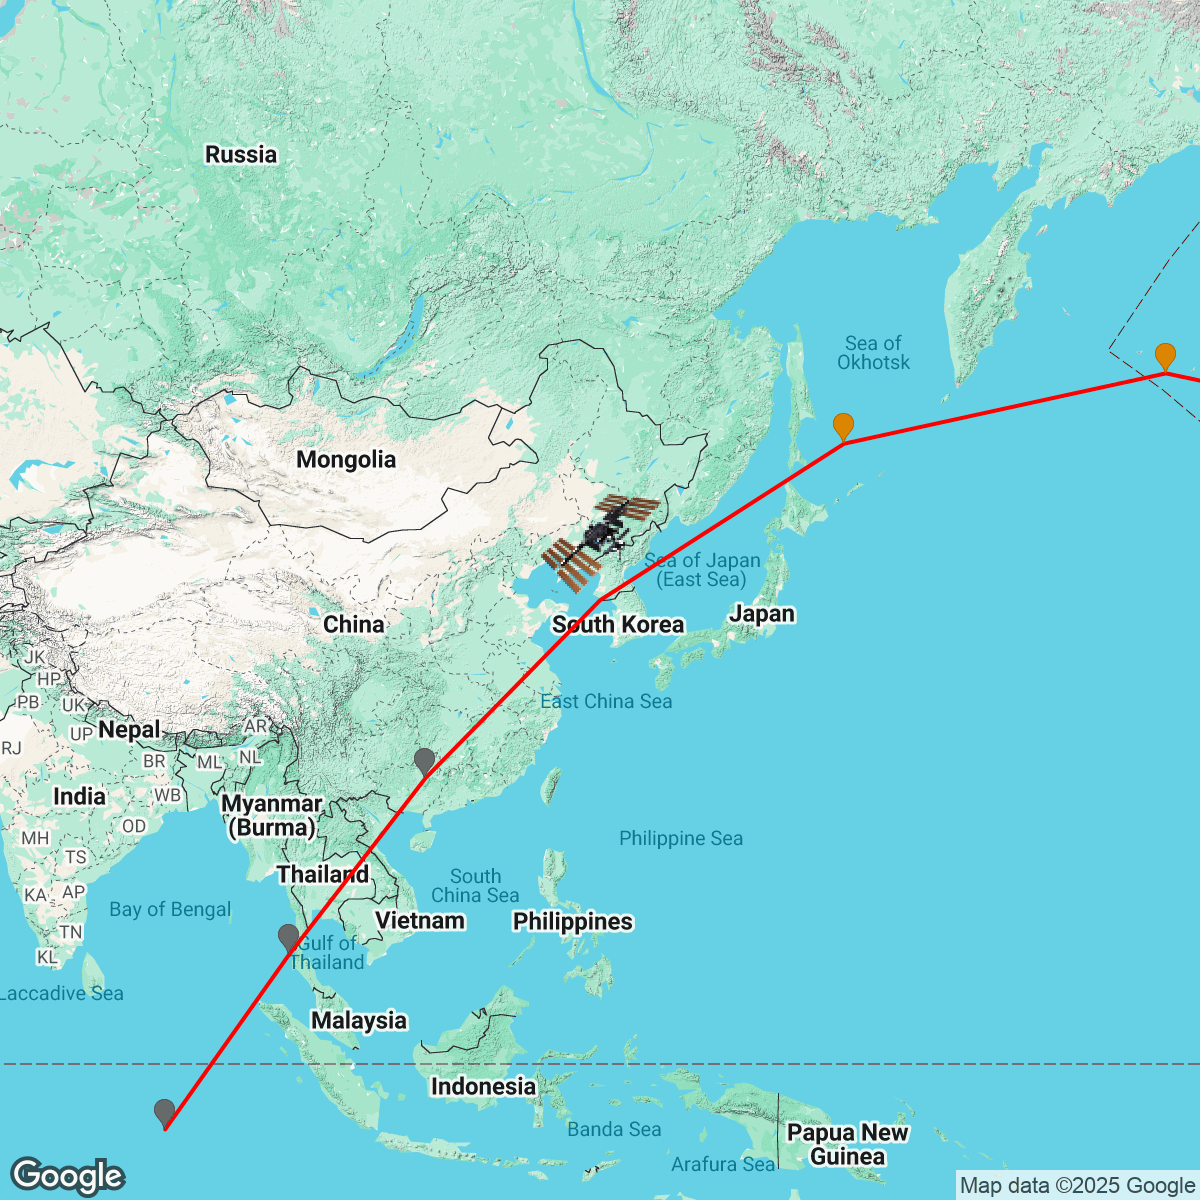 Russia
Sea of
Okhotsk
Mongolia
Sea of Japan
(East Sea)
China
South Korea
Japan
JK
HP
PB
UK
East China Sea
Nepal
AR
UP
RJ
BR
ML
NL
India
WB
Myanmar
(Burma)
OD
MH
TS
Philippine Sea
Thailand
South
China Sea
KA
AP
Bay of Bengal
Vietnam
Philippines
TN
KL
Gulf of
Thailand
Laccadive Sea
Malaysia
Indonesia
Banda Sea
Papua New
Guinea
Arafura Sea
Google
Map data ©2025 Google